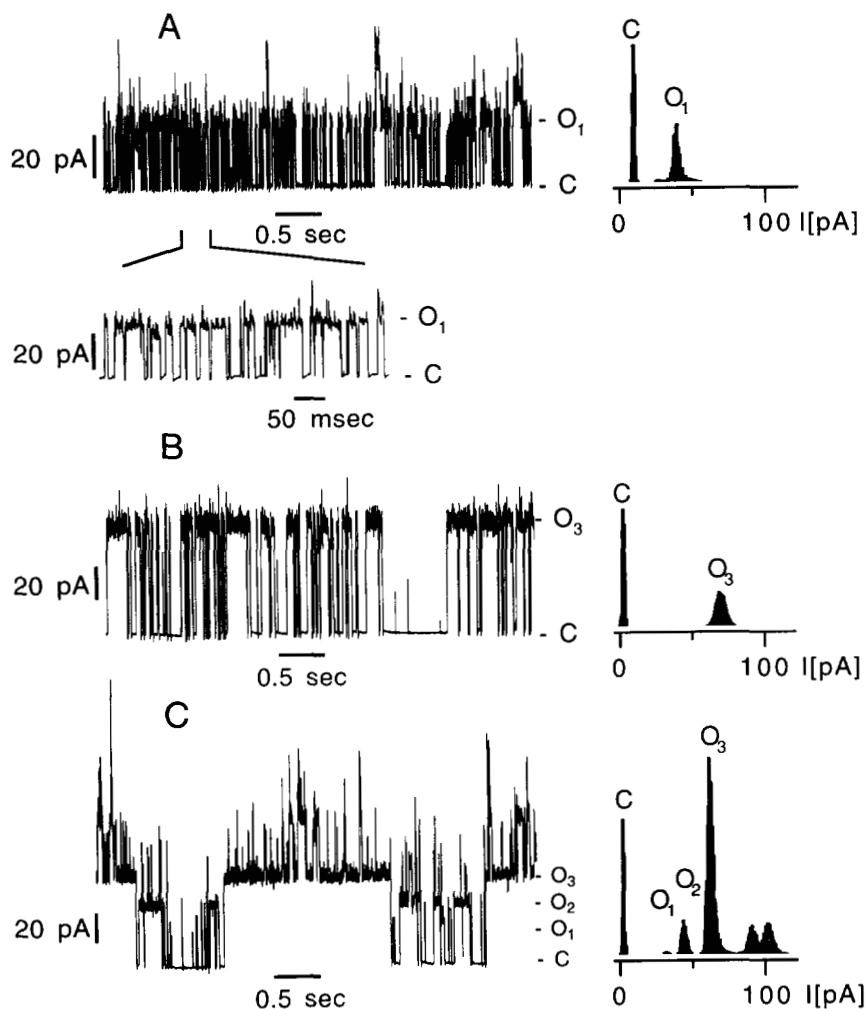 A
20 pA
- O₁
- C
0.5 sec
C
O₁
0 100 I[pA]
20 pA
- O₁
- C
50 msec
B
20 pA
- O₃
- C
0.5 sec
C
O₃
0 100 I[pA]
C
20 pA
- O₃
- O₂
- O₁
- C
0.5 sec
C
O₁
O₂
O₃
0 100 I[pA]